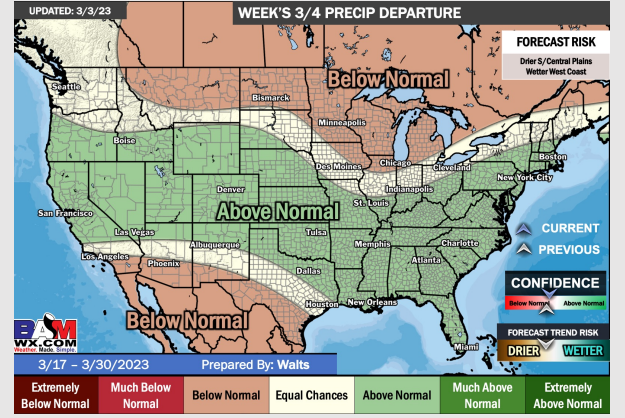 UPDATED: 3/3/23
WEEK'S 3/4 PRECIP DEPARTURE
FORECAST RISK
Drier S/Central Plains
Wetter West Coast
Below Normal
Seattle
Bismarck
Minneapolis
Boise
Des Moines
Chicago
Cleveland
Boston
New York City
Indianapolis
Denver
St. Louis
Above Normal
San Francisco
Las Vegas
Tulsa
Memphis
Charlotte
Albuquerque
Los Angeles
Phoenix
Atlanta
Dallas
Houston
New Orleans
Below Normal
Miami
CURRENT
PREVIOUS
CONFIDENCE
Below Normal
Above Normal
FORECAST TREND RISK
DRIER
WETTER
BAM
WX.COM
Weather. Made. Simple.
3/17 – 3/30/2023
Prepared By: Walts
Extremely Below Normal
Much Below Normal
Below Normal
Equal Chances
Above Normal
Much Above Normal
Extremely Above Normal